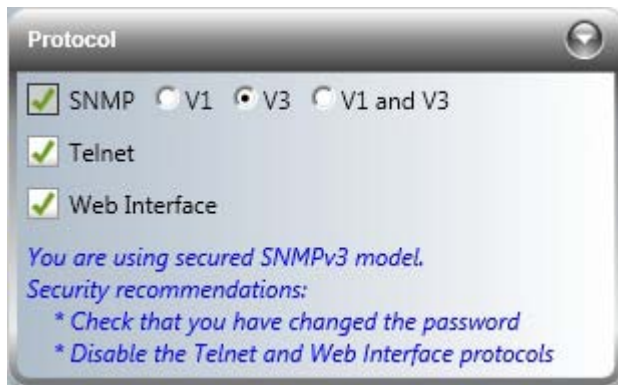 Protocol
SNMP V1 V3 V1 and V3
Telnet
Web Interface
You are using secured SNMPv3 model.
Security recommendations:
* Check that you have changed the password
* Disable the Telnet and Web Interface protocols